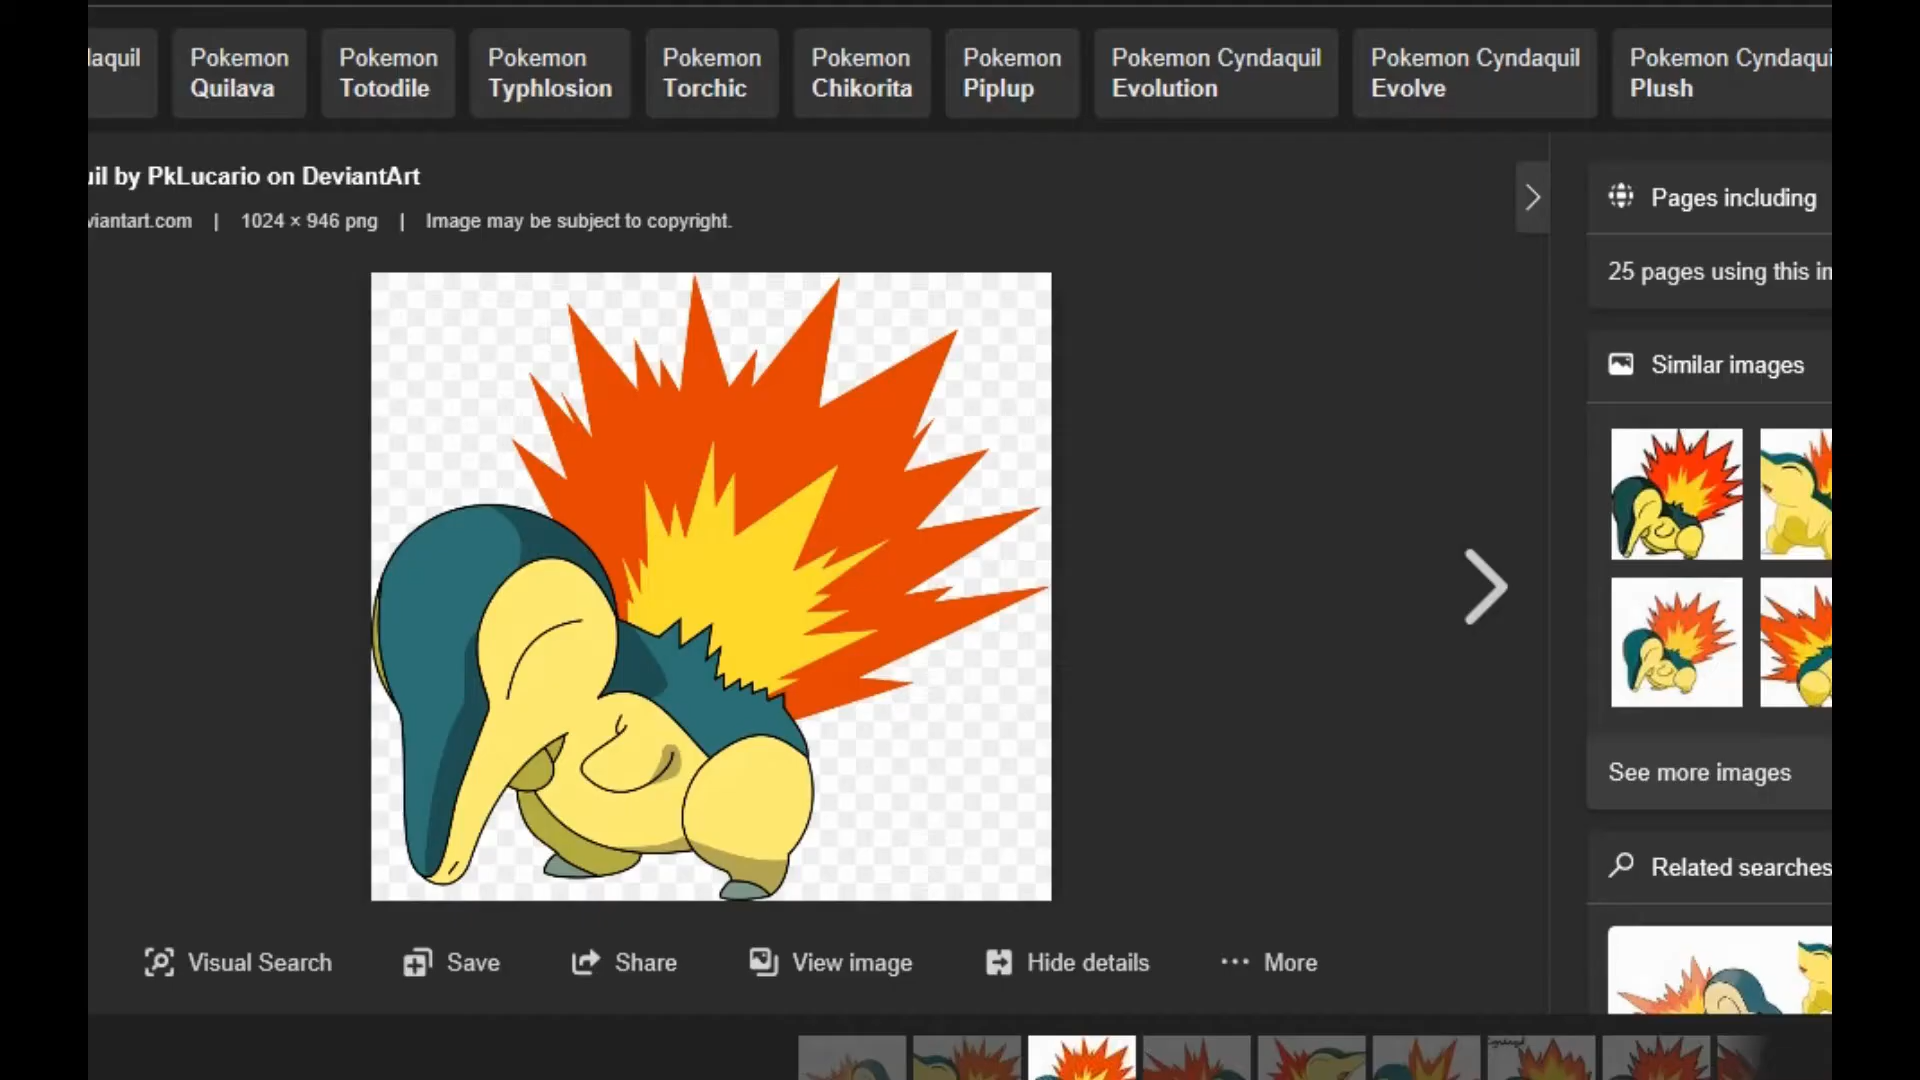 laquil
Pokemon
Quilava
Pokemon
Totodile
Pokemon
Typhlosion
Pokemon
Torchic
Pokemon
Chikorita
Pokemon
Piplup
Pokemon Cyndaquil
Evolution
Pokemon Cyndaquil
Evolve
Pokemon Cyndaqui
Plush
uil by PkLucario on DeviantArt
viantart.com | 1024 × 946 png | Image may be subject to copyright.
Pages including
25 pages using this in
Similar images
See more images
Related searches
Visual Search
Save
Share
View image
Hide details
More